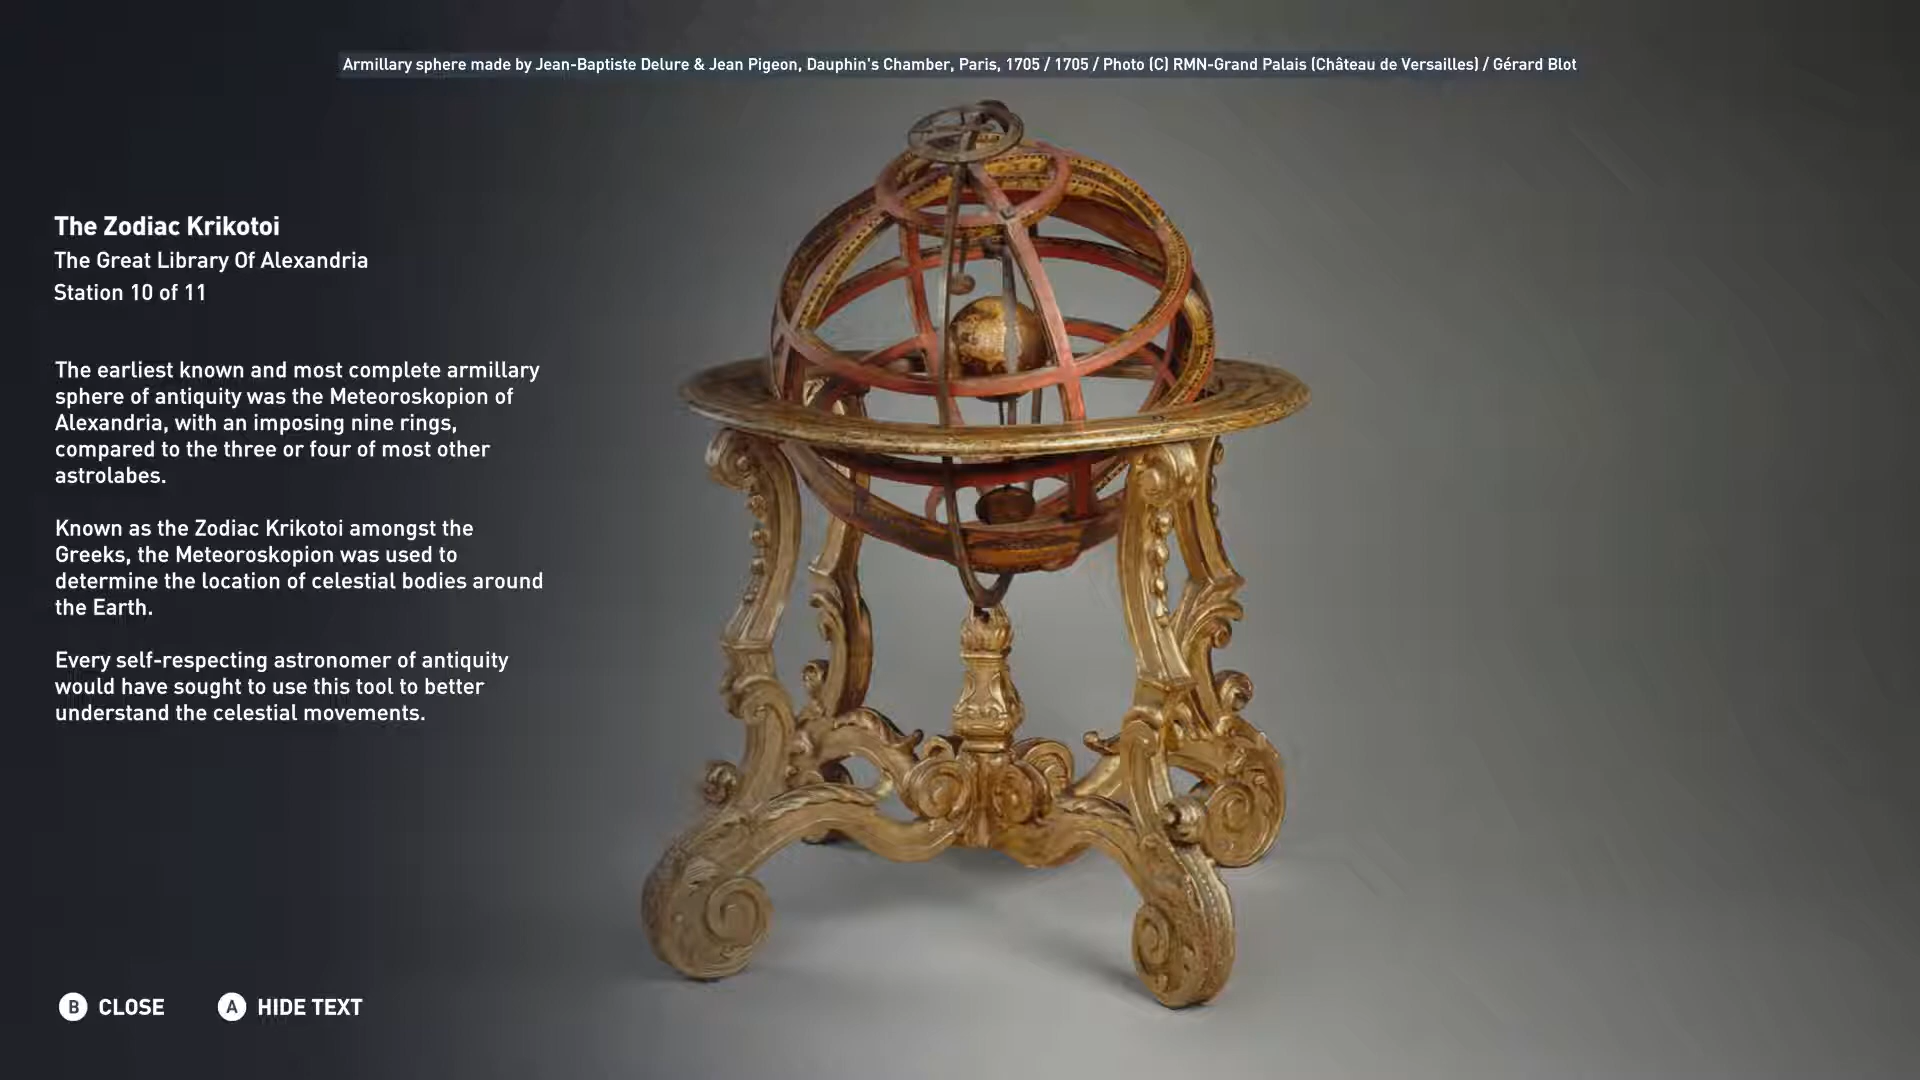 Armillary sphere made by Jean-Baptiste Delure & Jean Pigeon, Dauphin's Chamber, Paris, 1705 / 1705 / Photo (C) RMN-Grand Palais (Château de Versailles) / Gérard Blot
The Zodiac Krikotoi
The Great Library Of Alexandria
Station 10 of 11
The earliest known and most complete armillary
sphere of antiquity was the Meteoroskopion of
Alexandria, with an imposing nine rings,
compared to the three or four of most other
astrolabes.
Known as the Zodiac Krikotoi amongst the
Greeks, the Meteoroskopion was used to
determine the location of celestial bodies around
the Earth.
Every self-respecting astronomer of antiquity
would have sought to use this tool to better
understand the celestial movements.
B CLOSE A HIDE TEXT